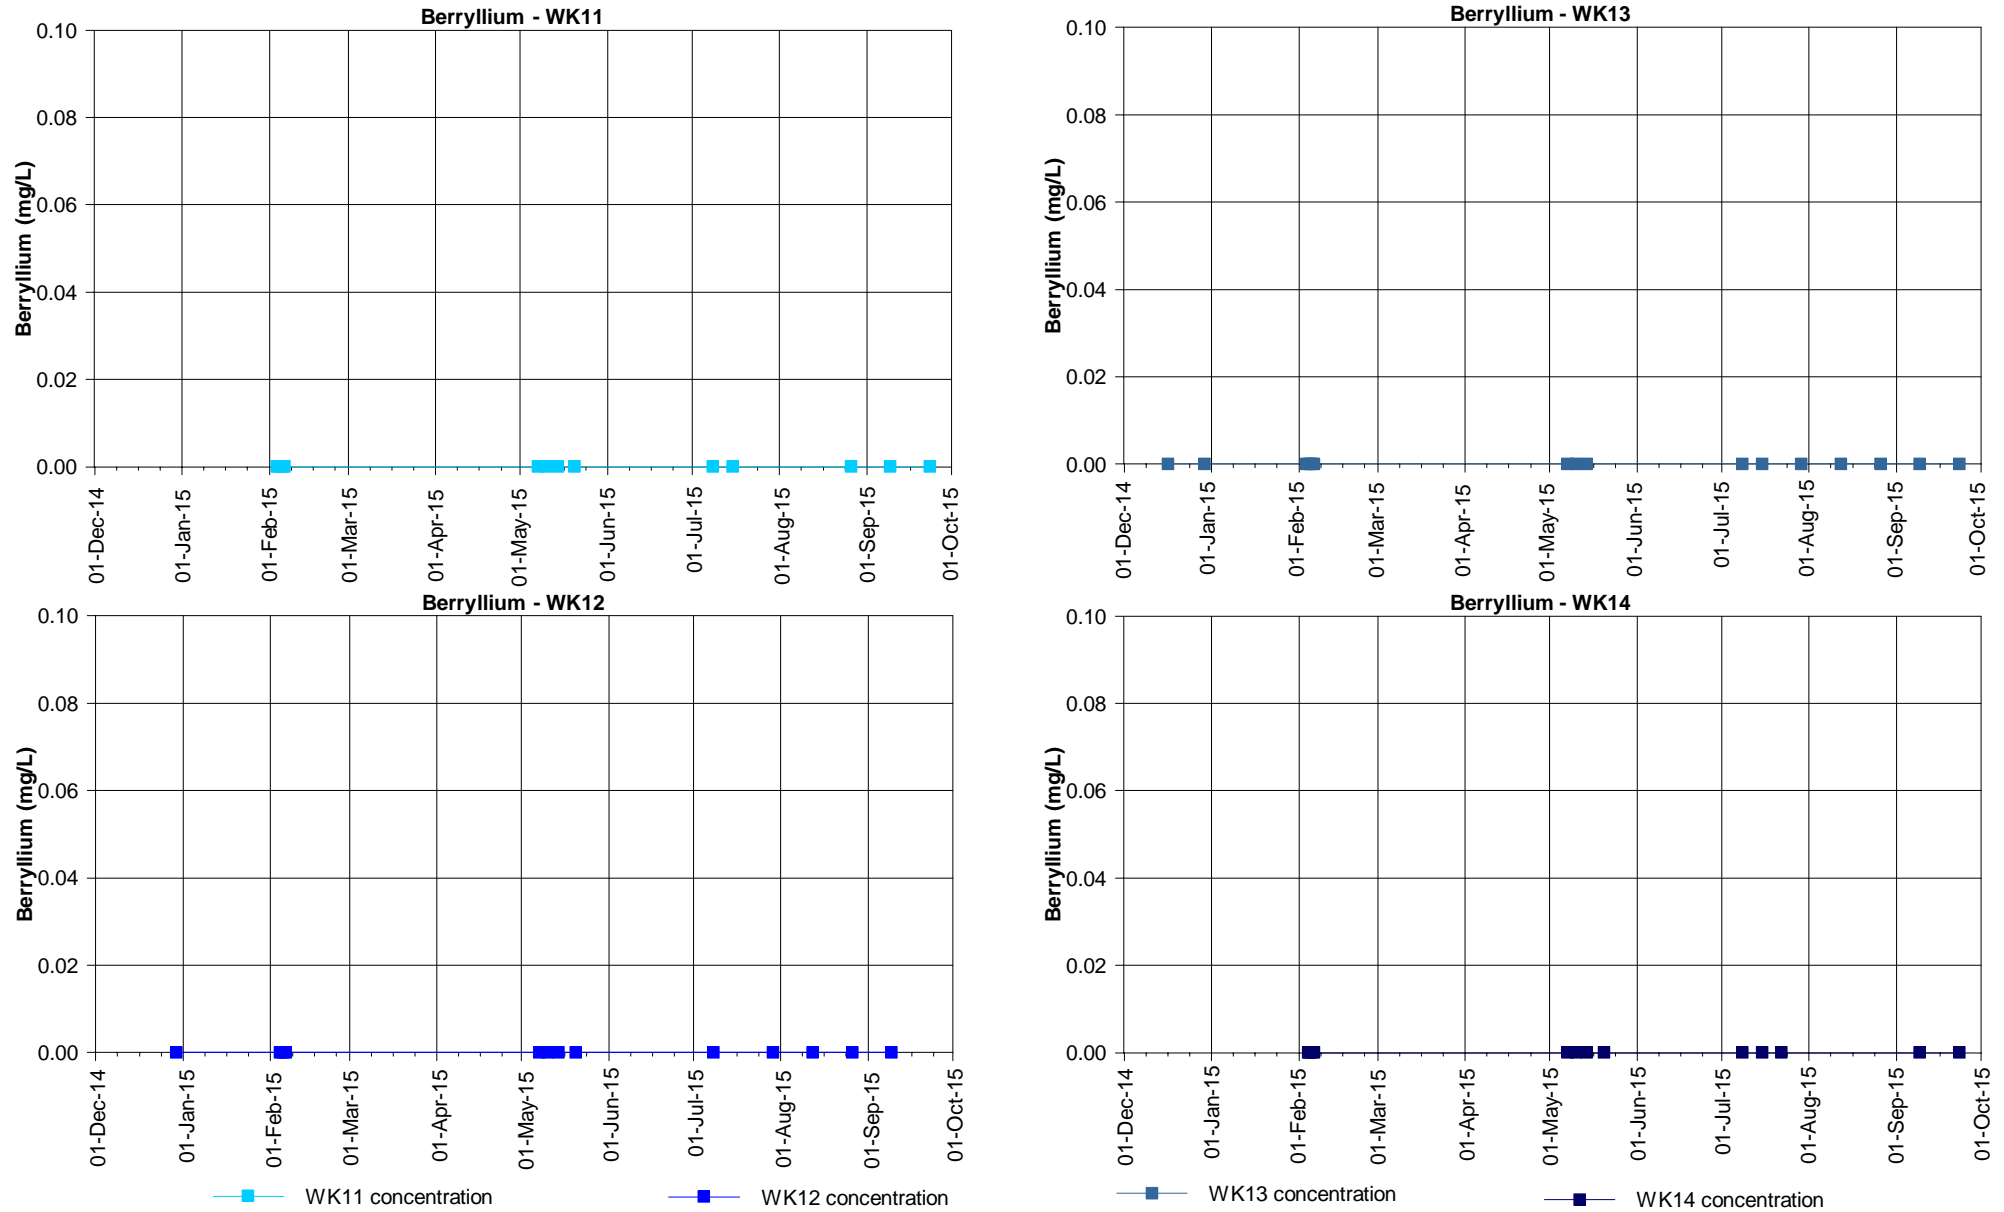 Berryllium - WK11
Berryllium (mg/L)
0.10
0.08
0.06
0.04
0.02
0.00
01-Dec-14
01-Jan-15
01-Feb-15
01-Mar-15
01-Apr-15
01-May-15
01-Jun-15
01-Jul-15
01-Aug-15
01-Sep-15
01-Oct-15
Berryllium - WK13
Berryllium (mg/L)
0.10
0.08
0.06
0.04
0.02
0.00
01-Dec-14
01-Jan-15
01-Feb-15
01-Mar-15
01-Apr-15
01-May-15
01-Jun-15
01-Jul-15
01-Aug-15
01-Sep-15
01-Oct-15
Berryllium - WK12
Berryllium (mg/L)
0.10
0.08
0.06
0.04
0.02
0.00
01-Dec-14
01-Jan-15
01-Feb-15
01-Mar-15
01-Apr-15
01-May-15
01-Jun-15
01-Jul-15
01-Aug-15
01-Sep-15
01-Oct-15
Berryllium - WK14
Berryllium (mg/L)
0.10
0.08
0.06
0.04
0.02
0.00
01-Dec-14
01-Jan-15
01-Feb-15
01-Mar-15
01-Apr-15
01-May-15
01-Jun-15
01-Jul-15
01-Aug-15
01-Sep-15
01-Oct-15
WK11 concentration
WK12 concentration
WK13 concentration
WK14 concentration